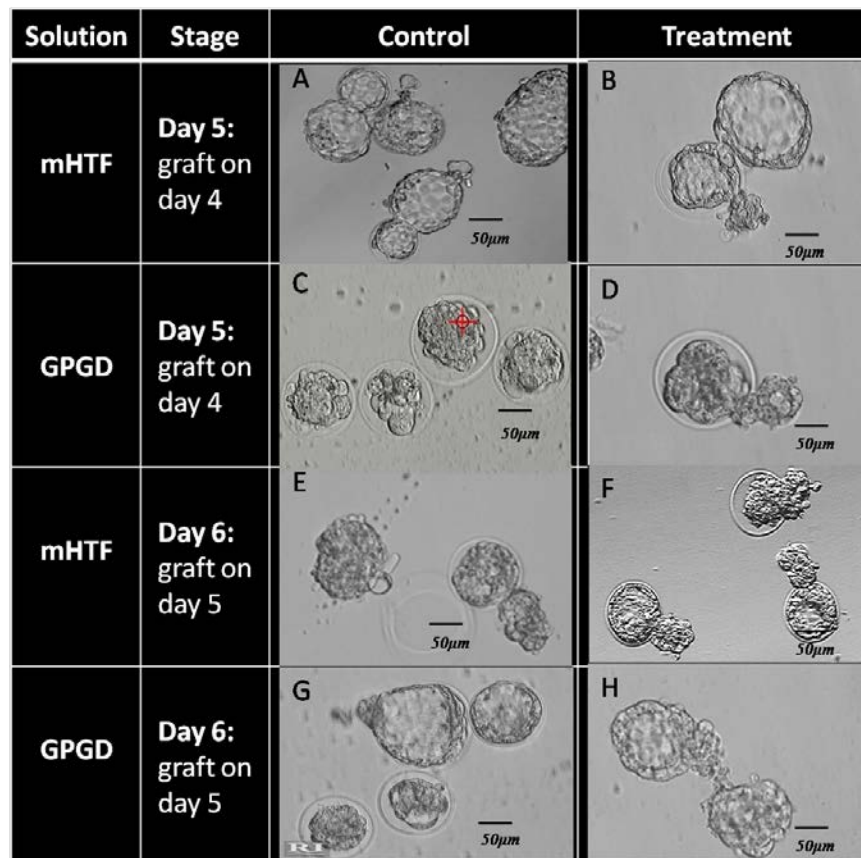 Solution Stage Control Treatment
mHTF
Day 5:
graft on
day 4
A
50µm
B
50µm
GPGD
Day 5:
graft on
day 4
C
50µm
D
50µm
mHTF
Day 6:
graft on
day 5
E
50µm
F
50µm
GPGD
Day 6:
graft on
day 5
G
RI
50µm
H
50µm